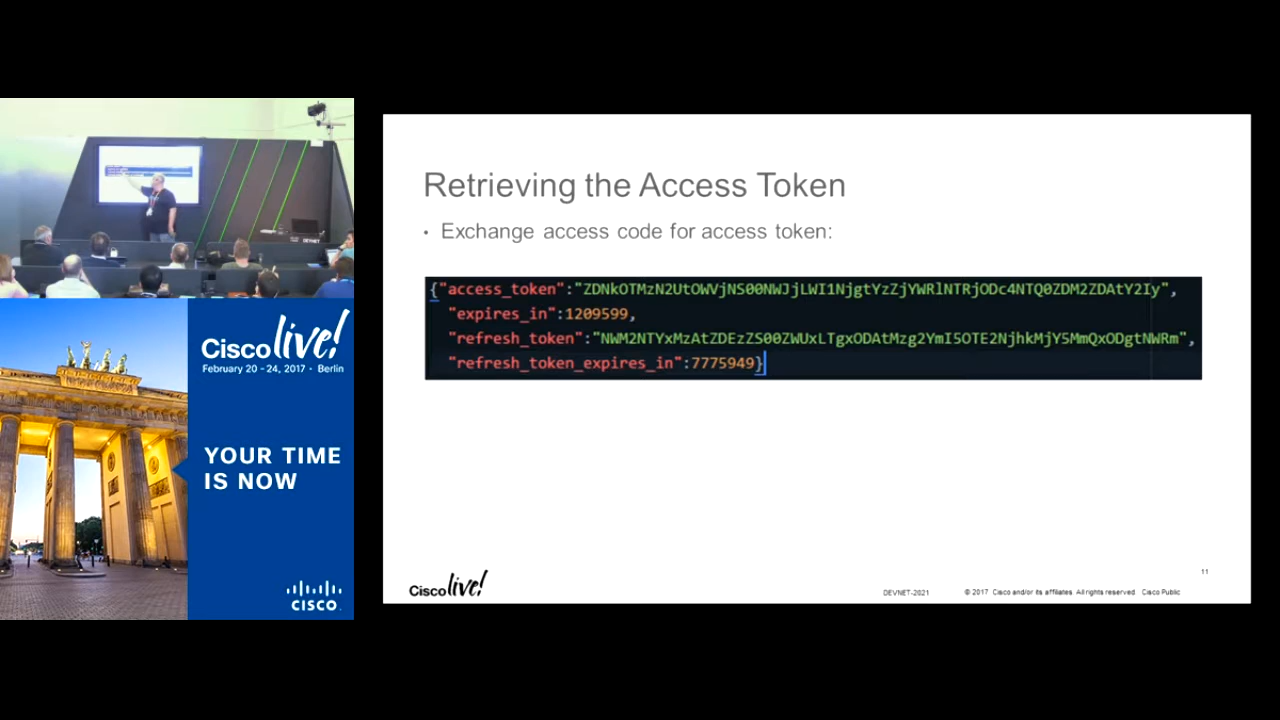 DEVNET
Cisco live!
February 20 - 24, 2017 • Berlin
YOUR TIME
IS NOW
CISCO
Retrieving the Access Token
• Exchange access code for access token:
{"access_token":"ZDNkOTMzN2UtOWVjNS00NWJjLWI1NjgtYzZjYWRlNTRjODc4NTQ0ZDM2ZDAtY2Iy",
"expires_in":1209599,
"refresh_token":"NWM2NTYxMzAtZDEzZS00ZWUxLTgxODAtMzg2YmI5OTE2NjhkMjY5MmQxODgtNWRm",
"refresh_token_expires_in":7775949}
11
Cisco live!
DEVNET-2021
© 2017 Cisco and/or its affiliates. All rights reserved. Cisco Public